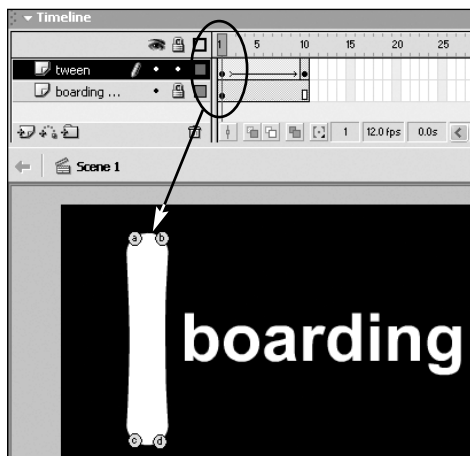 Timeline
1 5 10 15 20 25
tween
boarding ...
1 12.0 fps 0.0s
Scene 1
a b
boarding
c d